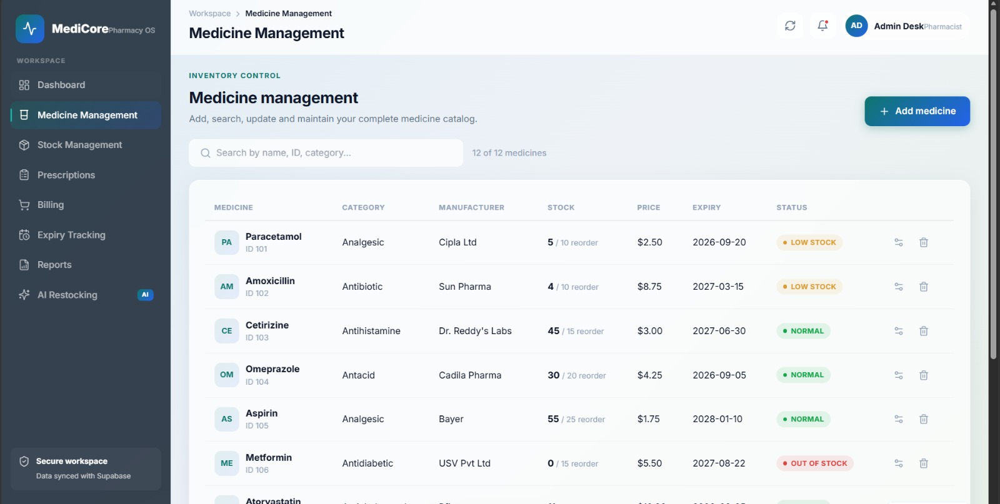 MediCore Pharmacy OS
WORKSPACE
Dashboard
Medicine Management
Stock Management
Prescriptions
Billing
Expiry Tracking
Reports
AI Restocking AI
Secure workspace
Data synced with Supabase
Workspace > Medicine Management
Medicine Management
AD Admin Desk Pharmacist
INVENTORY CONTROL
Medicine management
Add, search, update and maintain your complete medicine catalog.
+ Add medicine
Search by name, ID, category...
12 of 12 medicines
MEDICINE CATEGORY MANUFACTURER STOCK PRICE EXPIRY STATUS
PA Paracetamol Analgesic Cipla Ltd 5 / 10 reorder $2.50 2026-09-20 LOW STOCK
ID 101
AM Amoxicillin Antibiotic Sun Pharma 4 / 10 reorder $8.75 2027-03-15 LOW STOCK
ID 102
CE Cetirizine Antihistamine Dr. Reddy's Labs 45 / 15 reorder $3.00 2027-06-30 NORMAL
ID 103
OM Omeprazole Antacid Cadila Pharma 30 / 20 reorder $4.25 2026-09-05 NORMAL
ID 104
AS Aspirin Analgesic Bayer 55 / 25 reorder $1.75 2028-01-10 NORMAL
ID 105
ME Metformin Antidiabetic USV Pvt Ltd 0 / 15 reorder $5.50 2027-08-22 OUT OF STOCK
ID 106
Atorvastatin